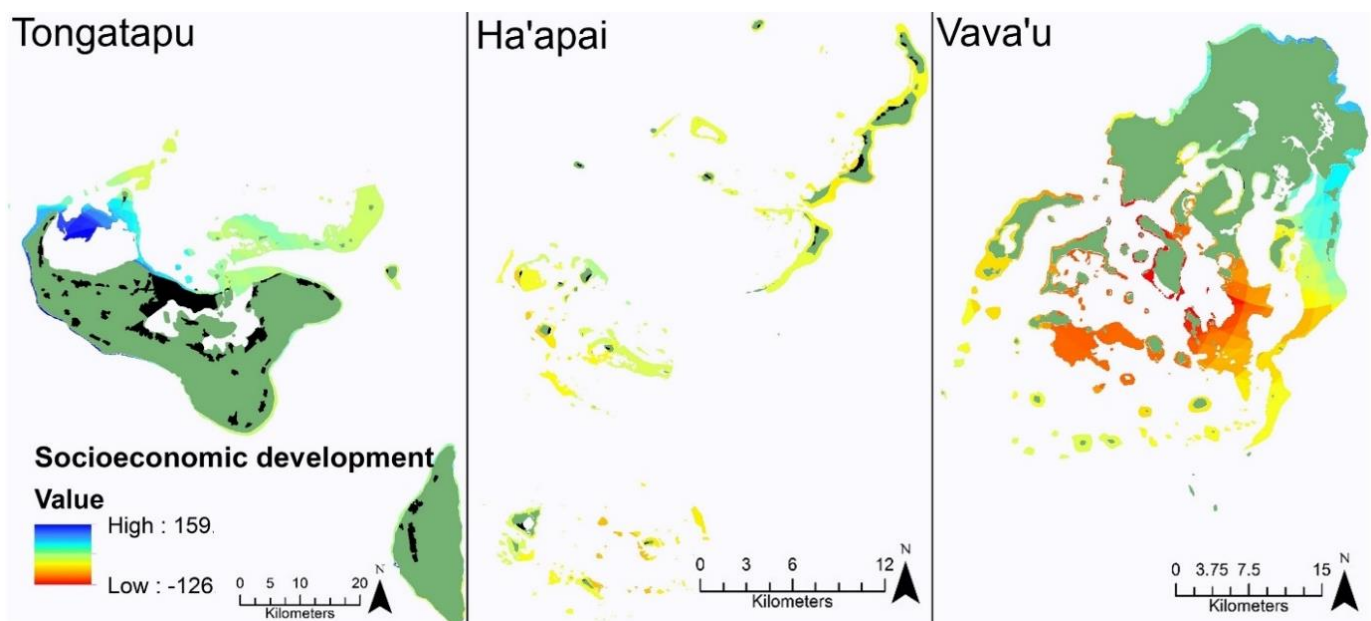 Tongatapu
Ha'apai
Vava'u
Socioeconomic development
Value
High : 159.
Low : -126
0 5 10 20
Kilometers
N
0 3 6 12
Kilometers
N
0 3.75 7.5 15
Kilometers
N